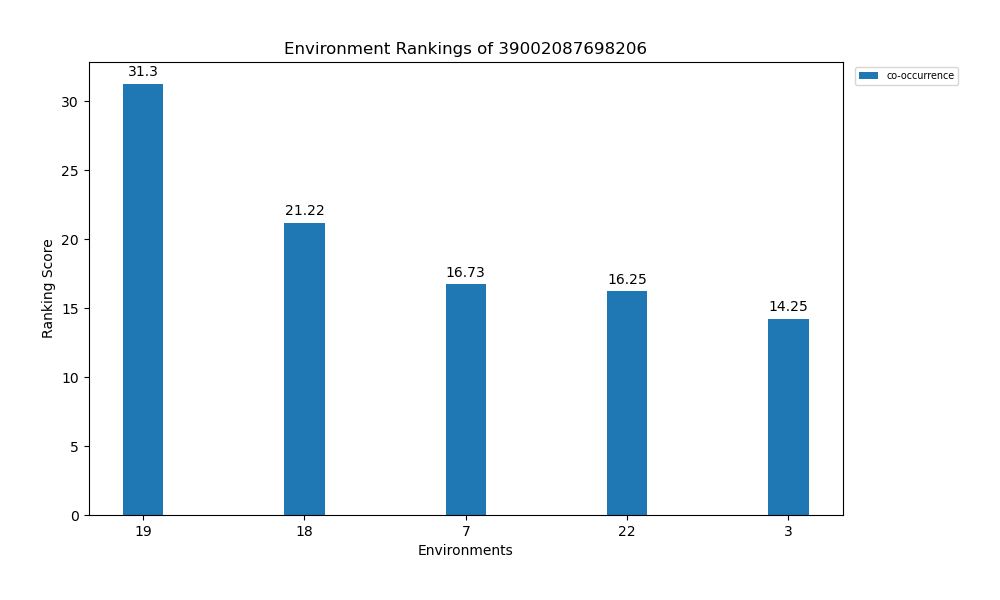 Environment Rankings of 39002087698206
co-occurrence
31.3
21.22
16.73
16.25
14.25
Ranking Score
30
25
20
15
10
5
0
19 18 7 22 3
Environments